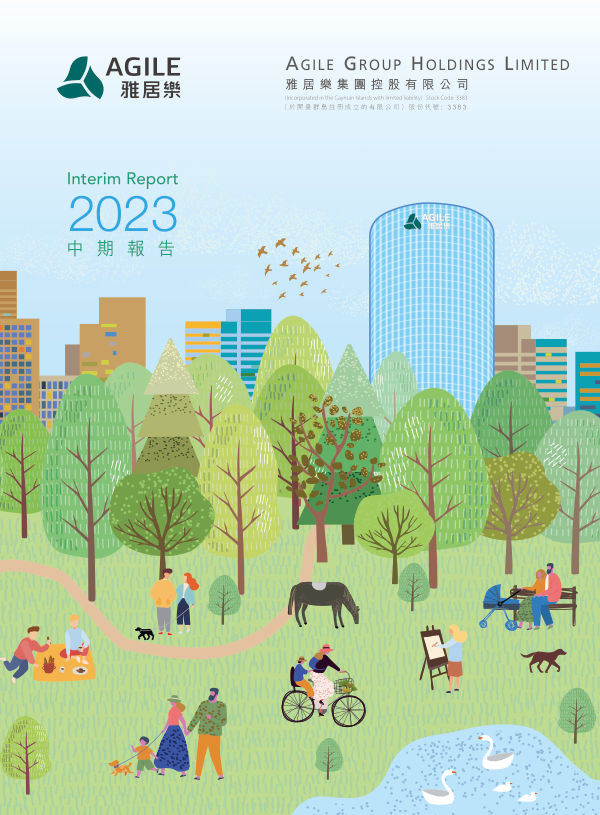 AGILE
雅居樂
AGILE GROUP HOLDINGS LIMITED
雅居樂集團控股有限公司
(Incorporated in the Cayman Islands with limited liability) Stock Code: 3383
(於開曼群島註冊成立的有限公司) 股份代號: 3383
Interim Report
2023
中期報告
AGILE
雅居樂